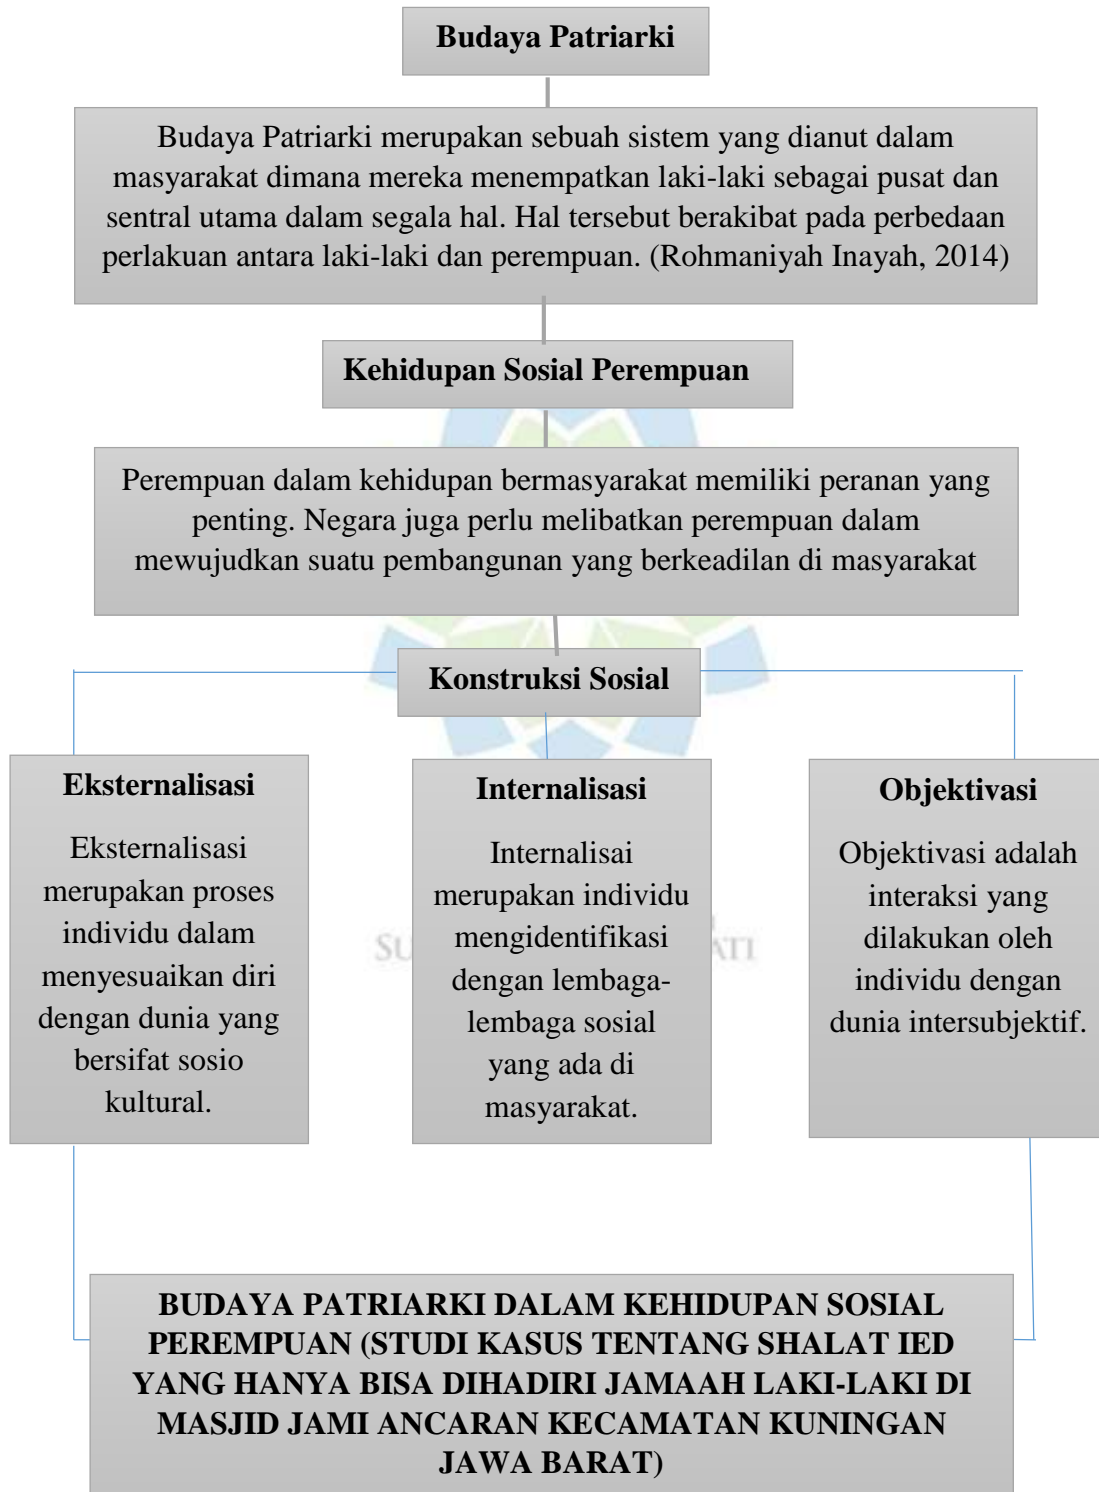 Budaya Patriarki
Budaya Patriarki merupakan sebuah sistem yang dianut dalam
masyarakat dimana mereka menempatkan laki-laki sebagai pusat dan
sentral utama dalam segala hal. Hal tersebut berakibat pada perbedaan
perlakuan antara laki-laki dan perempuan. (Rohmaniyah Inayah, 2014)
Kehidupan Sosial Perempuan
Perempuan dalam kehidupan bermasyarakat memiliki peranan yang
penting. Negara juga perlu melibatkan perempuan dalam
mewujudkan suatu pembangunan yang berkeadilan di masyarakat
Konstruksi Sosial
Eksternalisasi
Eksternalisasi
merupakan proses
individu dalam
menyesuaikan diri
dengan dunia yang
bersifat sosio
kultural.
Internalisasi
Internalisai
merupakan individu
mengidentifikasi
dengan lembaga-
lembaga sosial
yang ada di
masyarakat.
Objektivasi
Objektivasi adalah
interaksi yang
dilakukan oleh
individu dengan
dunia intersubjektif.
BUDAYA PATRIARKI DALAM KEHIDUPAN SOSIAL
PEREMPUAN (STUDI KASUS TENTANG SHALAT IED
YANG HANYA BISA DIHADIRI JAMAAH LAKI-LAKI DI
MASJID JAMI ANCARAN KECAMATAN KUNINGAN
JAWA BARAT)